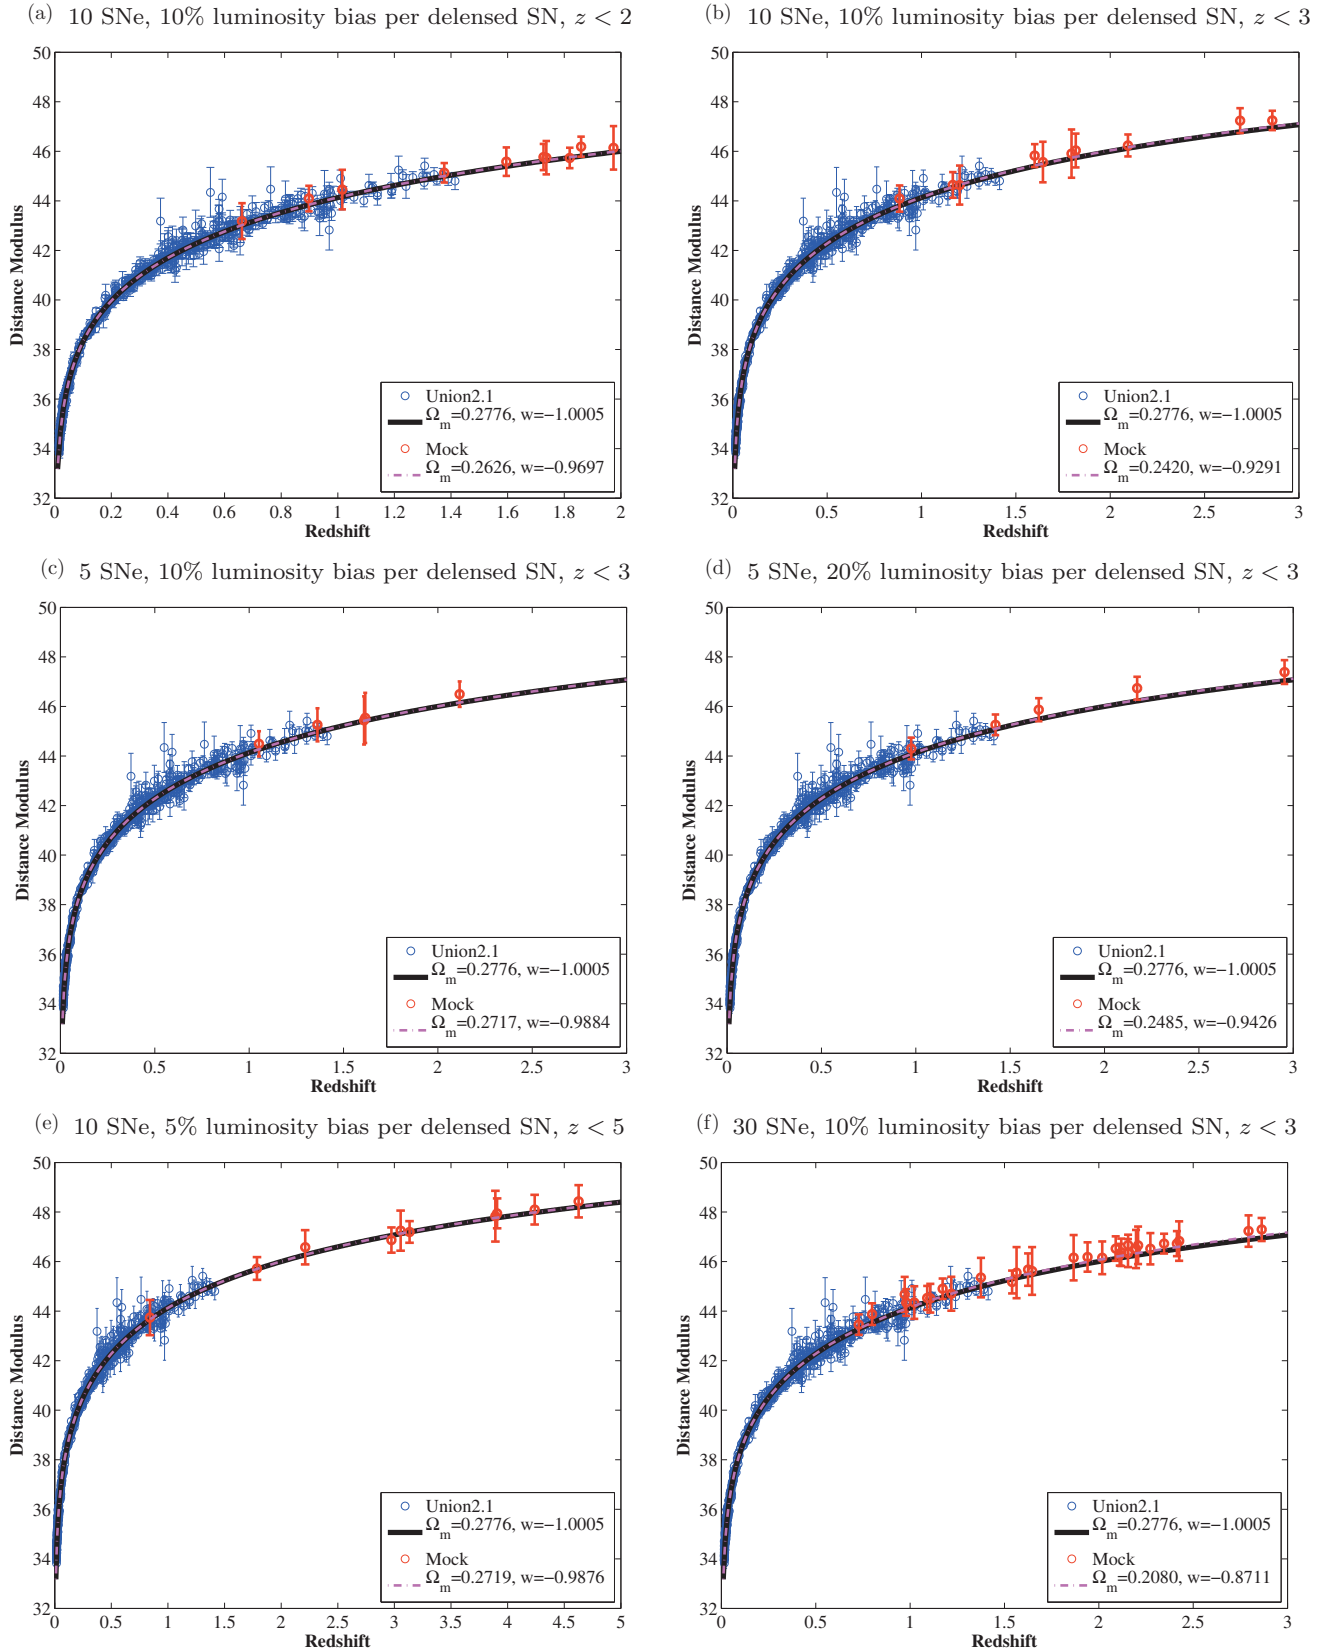 (a) 10 SNe, 10% luminosity bias per delensed SN, z < 2
50
48
46
44
42
40
38
36
34
32
Distance Modulus
Union2.1
Ω_m=0.2776, w=−1.0005
Mock
Ω_m=0.2626, w=−0.9697
0 0.2 0.4 0.6 0.8 1 1.2 1.4 1.6 1.8 2
Redshift
(b) 10 SNe, 10% luminosity bias per delensed SN, z < 3
50
48
46
44
42
40
38
36
34
32
Distance Modulus
Union2.1
Ω_m=0.2776, w=−1.0005
Mock
Ω_m=0.2420, w=−0.9291
0 0.5 1 1.5 2 2.5 3
Redshift
(c) 5 SNe, 10% luminosity bias per delensed SN, z < 3
50
48
46
44
42
40
38
36
34
32
Distance Modulus
Union2.1
Ω_m=0.2776, w=−1.0005
Mock
Ω_m=0.2717, w=−0.9884
0 0.5 1 1.5 2 2.5 3
Redshift
(d) 5 SNe, 20% luminosity bias per delensed SN, z < 3
50
48
46
44
42
40
38
36
34
32
Distance Modulus
Union2.1
Ω_m=0.2776, w=−1.0005
Mock
Ω_m=0.2485, w=−0.9426
0 0.5 1 1.5 2 2.5 3
Redshift
(e) 10 SNe, 5% luminosity bias per delensed SN, z < 5
50
48
46
44
42
40
38
36
34
32
Distance Modulus
Union2.1
Ω_m=0.2776, w=−1.0005
Mock
Ω_m=0.2719, w=−0.9876
0 0.5 1 1.5 2 2.5 3 3.5 4 4.5 5
Redshift
(f) 30 SNe, 10% luminosity bias per delensed SN, z < 3
50
48
46
44
42
40
38
36
34
32
Distance Modulus
Union2.1
Ω_m=0.2776, w=−1.0005
Mock
Ω_m=0.2080, w=−0.8711
0 0.5 1 1.5 2 2.5 3
Redshift